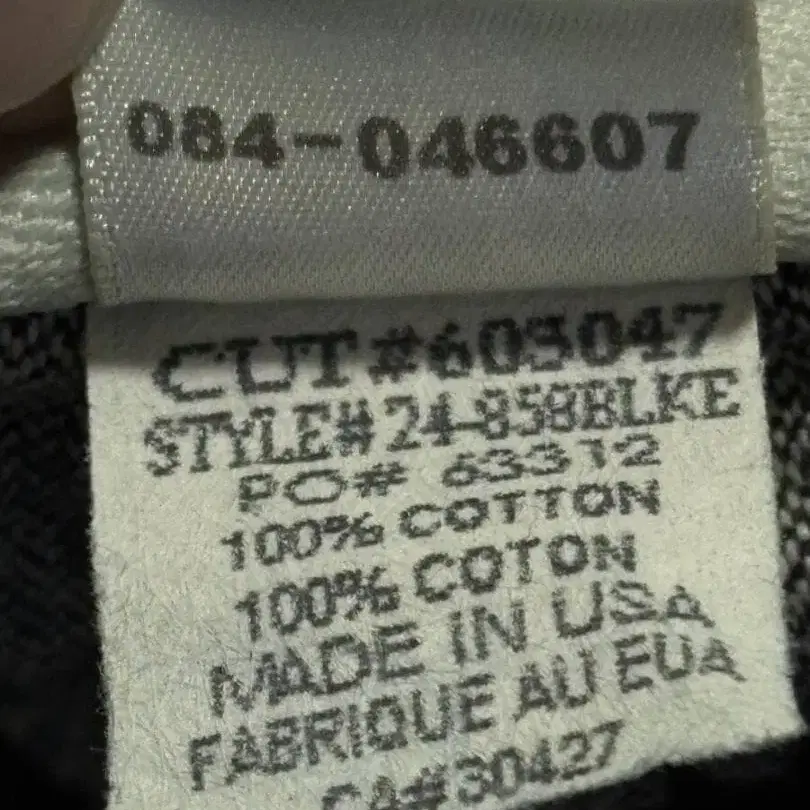 084-046607
CUT#605047
STYLE#24-858BLKE
PO# 63312
100% COTTON
100% COTON
MADE IN USA
FABRIQUE AU EUA
CA#30427